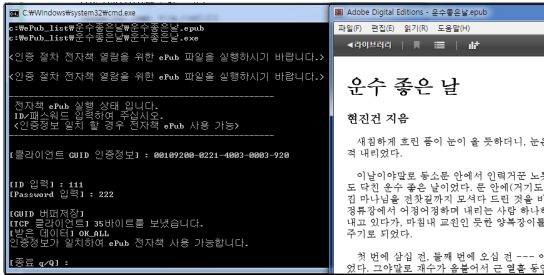 C:₩Windows₩system32₩cmd.exe
c:₩ePub_list₩운수좋은날₩운수좋은날.epub
c:₩ePub_list₩운수좋은날₩운수좋은날.exe
<인증 절차 전자책 열람을 위한 ePub 파일을 실행하시기 바랍니다.>
<인증 절차 전자책 열람을 위한 ePub 파일을 실행하시기 바랍니다.>
전자책 ePub 실행 상태 입니다.
ID/패스워드 입력하여 주십시오.
<인증정보 일치 할 경우 전자책 ePub 사용 가능>
[클라이언트 GUID 인증정보] : 00109200-0221-4003-0003-920
[ID 입력] : 111
[Password 입력] : 222
[GUID 버퍼저장]
[TCP 클라이언트] 35바이트를 보냈습니다.
[받은 데이터] OK_ALL
인증정보가 일치하여 ePub 전자책 사용 가능합니다.
[종료 q/Q] :
Adobe Digital Editions - 운수좋은날.epub
파일(F) 편집(E) 읽기(R) 도움말(H)
◀라이브러리
운수 좋은 날
현진건 지음
새침하게 흐린 품이 눈이 올 듯하더니, 눈은
적 내리었다.
이날이야말로 동소문 안에서 인력거꾼 노릇
도 닥친 운수 좋은 날이었다. 문 안에(거기도
집 마나님을 전찻길까지 모셔다 드린 것을 비
정류장에서 어정어정하며 내리는 사람 하나하
내고 있다가, 마침내 교원인 듯한 양복장이를
주기로 되었다.
첫 번에 삼십 전, 둘째 번에 오십 전 ---
었다. 그야말로 재수가 옴붙어서 근 열흘 동안